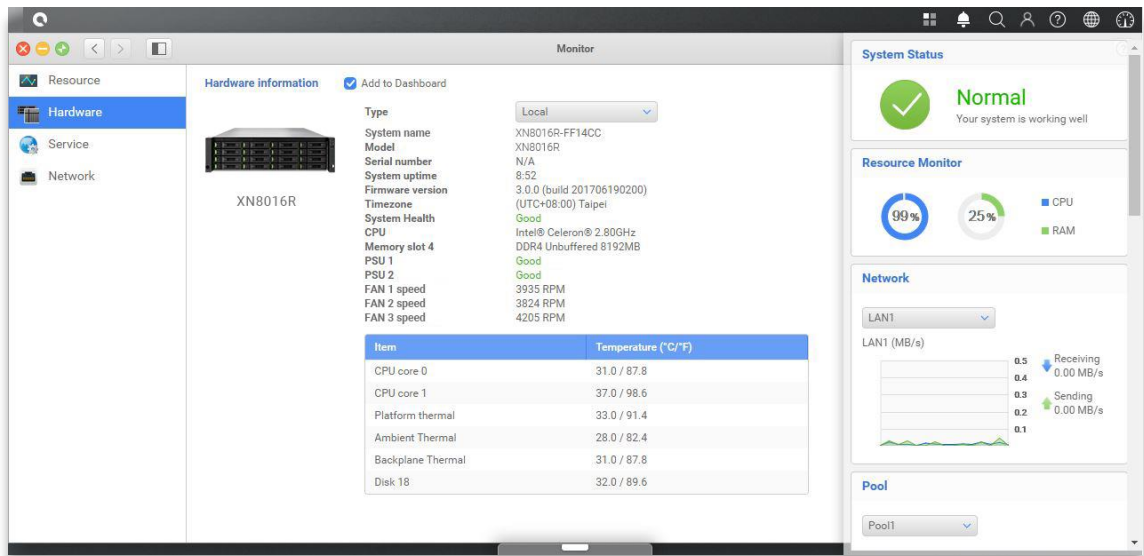 Monitor
Resource
Hardware
Service
Network
Hardware information
Add to Dashboard
XN8016R
Type Local
System name XN8016R-FF14CC
Model XN8016R
Serial number N/A
System uptime 8:52
Firmware version 3.0.0 (build 201706190200)
Timezone (UTC+08:00) Taipei
System Health Good
CPU Intel® Celeron® 2.80GHz
Memory slot 4 DDR4 Unbuffered 8192MB
PSU 1 Good
PSU 2 Good
FAN 1 speed 3935 RPM
FAN 2 speed 3824 RPM
FAN 3 speed 4205 RPM
Item Temperature (°C/°F)
CPU core 0 31.0 / 87.8
CPU core 1 37.0 / 98.6
Platform thermal 33.0 / 91.4
Ambient Thermal 28.0 / 82.4
Backplane Thermal 31.0 / 87.8
Disk 18 32.0 / 89.6
System Status
Normal
Your system is working well
Resource Monitor
99%
25%
CPU
RAM
Network
LAN1
LAN1 (MB/s)
0.5
0.4
0.3
0.2
0.1
Receiving
0.00 MB/s
Sending
0.00 MB/s
Pool
Pool1